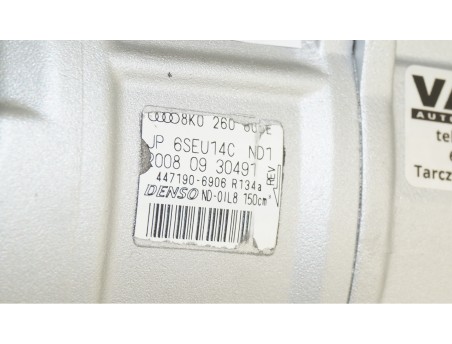 8K0 260 805E
JP 6SEU14C ND1
2008 09 30491
447190-6906 R134a
REV
DENSO ND-OIL8 150cm³
VA
AUTO
tel
Tarcz